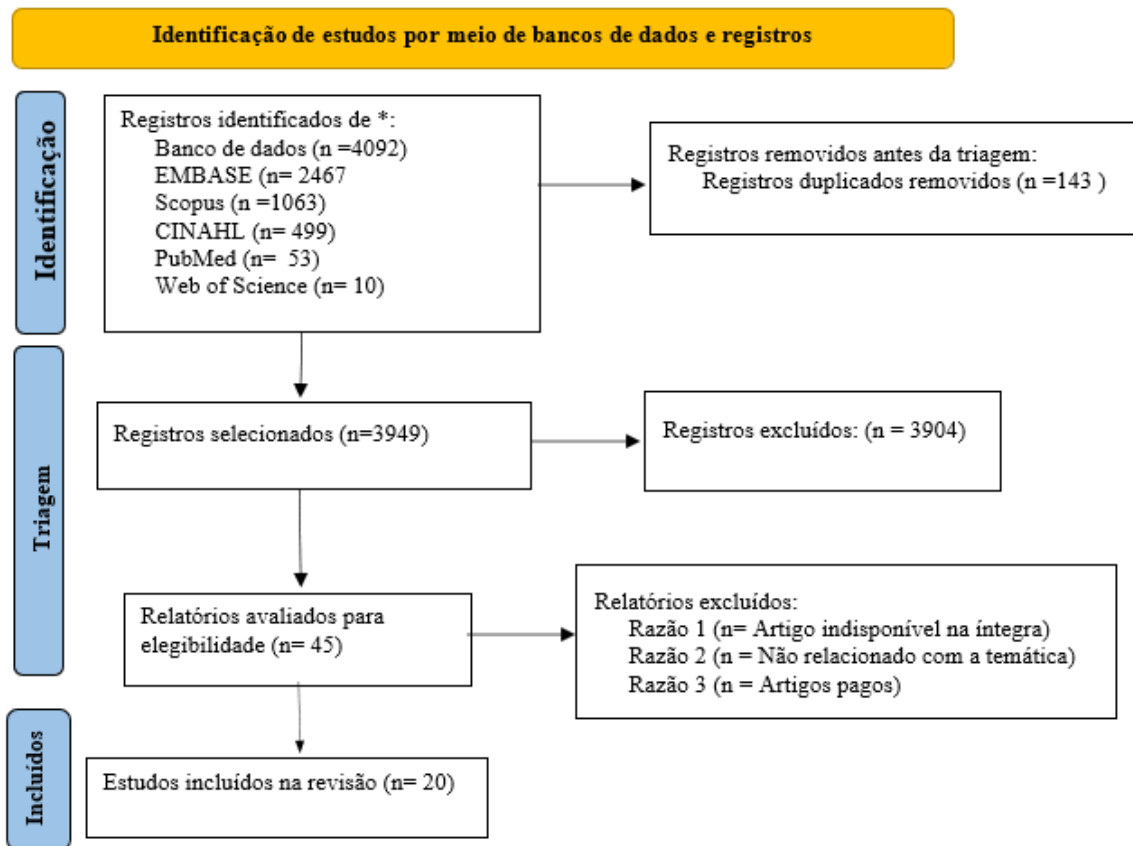 Identificação de estudos por meio de bancos de dados e registros
Identificação
Registros identificados de *:
Banco de dados (n =4092)
EMBASE (n= 2467
Scopus (n =1063)
CINAHL (n= 499)
PubMed (n=  53)
Web of Science (n= 10)
Registros removidos antes da triagem:
Registros duplicados removidos (n =143 )
Triagem
Registros selecionados (n=3949)
Registros excluídos: (n = 3904)
Relatórios avaliados para
elegibilidade (n= 45)
Relatórios excluídos:
Razão 1 (n= Artigo indisponível na íntegra)
Razão 2 (n = Não relacionado com a temática)
Razão 3 (n = Artigos pagos)
Incluídos
Estudos incluídos na revisão (n= 20)